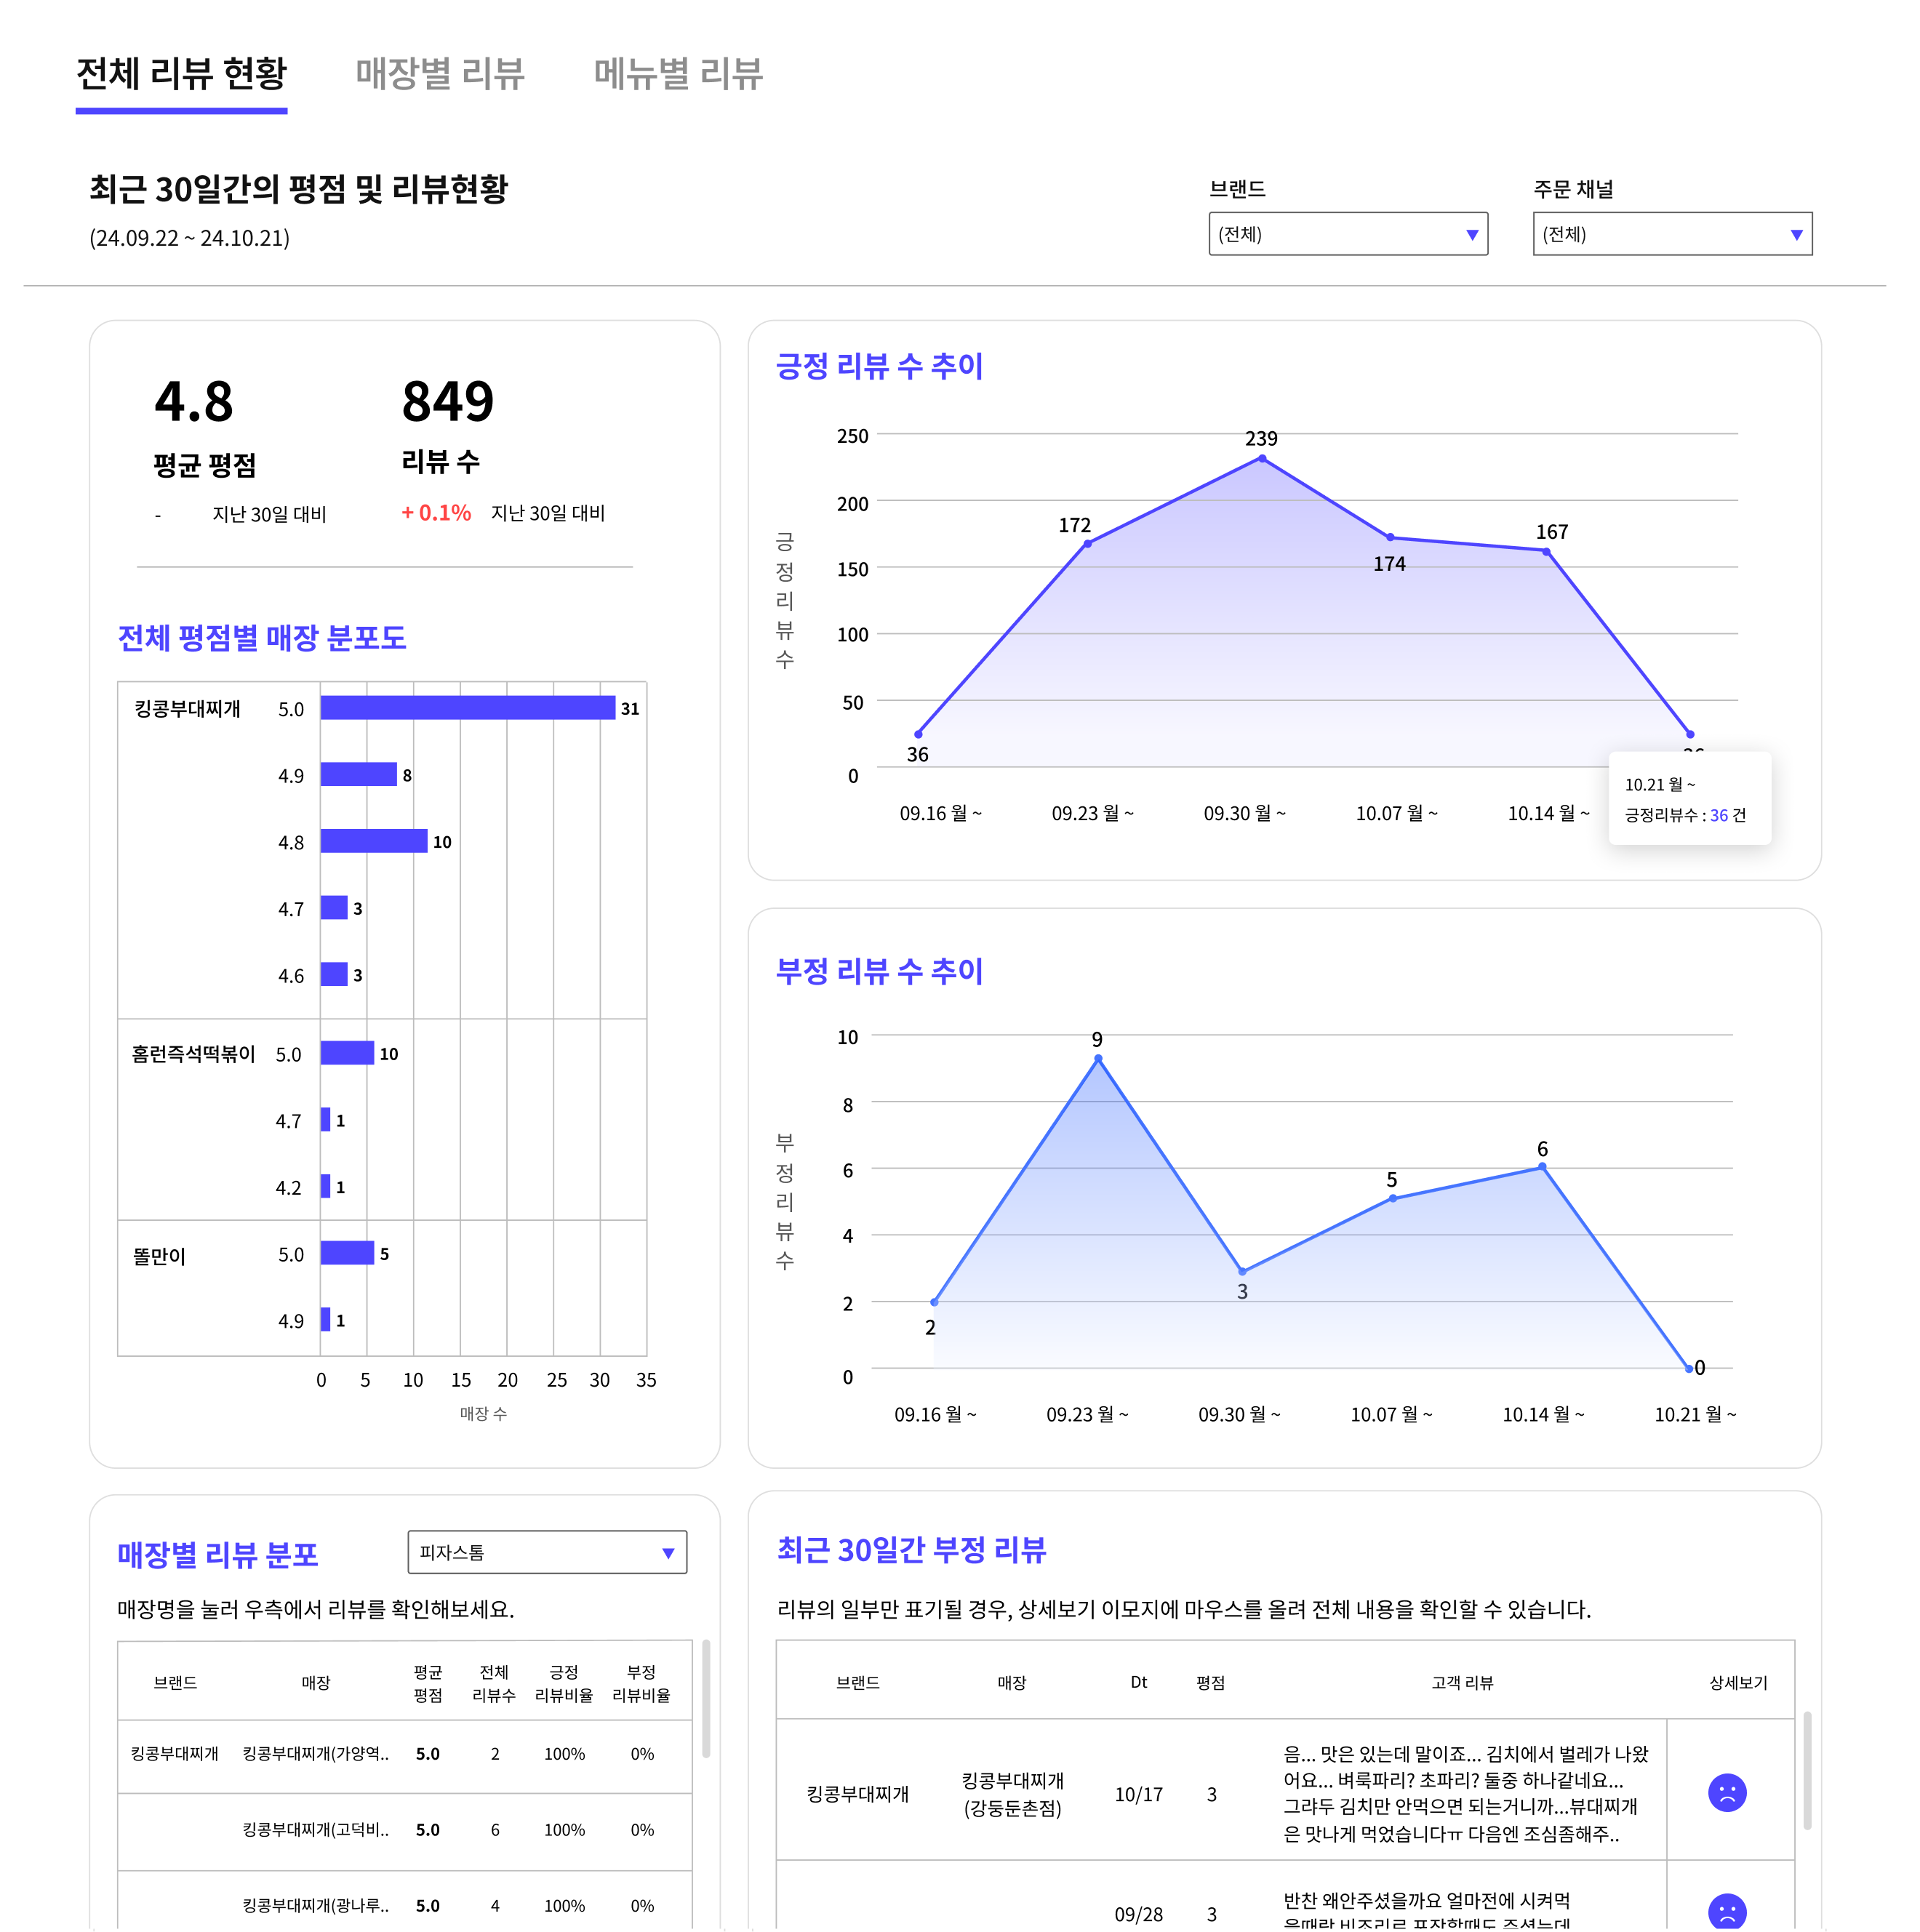 전체 리뷰 현황 매장별 리뷰 메뉴별 리뷰
최근 30일간의 평점 및 리뷰현황
(24.09.22 ~ 24.10.21)
브랜드
(전체)
주문 채널
(전체)
4.8
평균 평점
- 지난 30일 대비
849
리뷰 수
+ 0.1% 지난 30일 대비
전체 평점별 매장 분포도
킹콩부대찌개 5.0 31
4.9 8
4.8 10
4.7 3
4.6 3
홈런즉석떡볶이 5.0 10
4.7 1
4.2 1
똘만이 5.0 5
4.9 1
0 5 10 15 20 25 30 35
매장 수
긍정 리뷰 수 추이
긍
정
리
뷰
수
250
200
150
100
50
0
36
172
239
174
167
09.16 월 ~ 09.23 월 ~ 09.30 월 ~ 10.07 월 ~ 10.14 월 ~
10.21 월 ~
긍정리뷰수 : 36 건
부정 리뷰 수 추이
부
정
리
뷰
수
10
8
6
4
2
0
2
9
3
5
6
0
09.16 월 ~ 09.23 월 ~ 09.30 월 ~ 10.07 월 ~ 10.14 월 ~ 10.21 월 ~
매장별 리뷰 분포
피자스톰
매장명을 눌러 우측에서 리뷰를 확인해보세요.
브랜드 매장 평균 평점 전체 리뷰수 긍정 리뷰비율 부정 리뷰비율
킹콩부대찌개 킹콩부대찌개(가양역.. 5.0 2 100% 0%
킹콩부대찌개(고덕비.. 5.0 6 100% 0%
킹콩부대찌개(광나루.. 5.0 4 100% 0%
최근 30일간 부정 리뷰
리뷰의 일부만 표기될 경우, 상세보기 이모지에 마우스를 올려 전체 내용을 확인할 수 있습니다.
브랜드 매장 Dt 평점 고객 리뷰 상세보기
킹콩부대찌개
킹콩부대찌개
(강둥둔촌점)
10/17 3
음... 맛은 있는데 말이죠... 김치에서 벌레가 나왔
어요... 벼룩파리? 초파리? 둘중 하나같네요...
그랴두 김치만 안먹으면 되는거니까...뷰대찌개
은 맛나게 먹었습니다ㅠ 다음엔 조심좀해주..
09/28 3
반찬 왜안주셨을까요 얼마전에 시켜먹